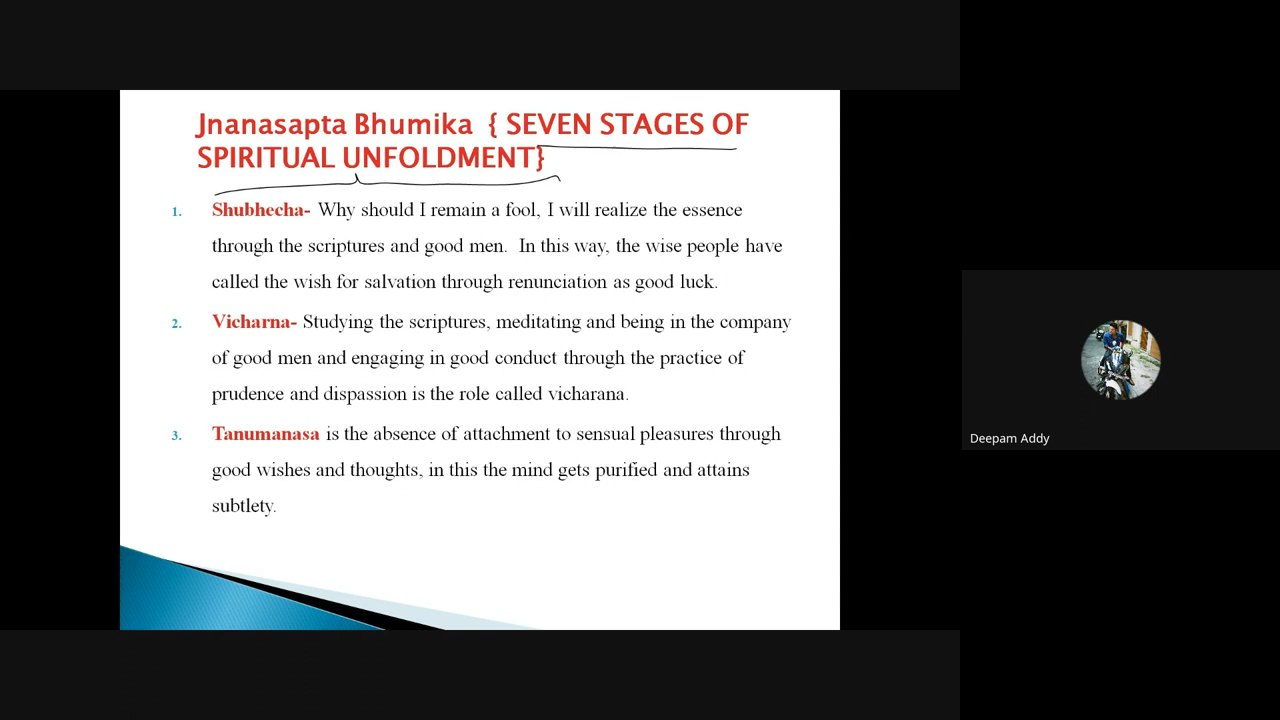 Jnanasapta Bhumika { SEVEN STAGES OF
SPIRITUAL UNFOLDMENT}
1. Shubhecha- Why should I remain a fool, I will realize the essence
through the scriptures and good men. In this way, the wise people have
called the wish for salvation through renunciation as good luck.
2. Vicharna- Studying the scriptures, meditating and being in the company
of good men and engaging in good conduct through the practice of
prudence and dispassion is the role called vicharana.
3. Tanumanasa is the absence of attachment to sensual pleasures through
good wishes and thoughts, in this the mind gets purified and attains
subtlety.
Deepam Addy